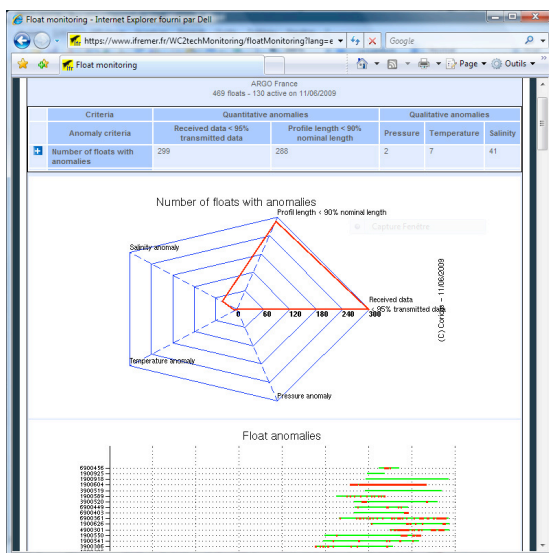 Float monitoring - Internet Explorer fourni par Dell
https://www.ifremer.fr/WC2techMonitoring/floatMonitoring?lang=e
Google
Float monitoring
Page
Outils
ARGO France
469 floats - 130 active on 11/06/2009
Criteria Quantitative anomalies Qualitative anomalies
Anomaly criteria Received data < 95% transmitted data Profile length < 90% nominal length Pressure Temperature Salinity
Number of floats with anomalies 299 288 2 7 41
Number of floats with anomalies
Profil length < 90% nominal length
Capture Fenêtre
Salinity anomaly
Received data
< 95% transmitted data
0 60 120 180 240 300
(C) Coriolis - 11/06/2009
Temperature anomaly
Pressure anomaly
Float anomalies
6900456
1900925
1900918
1900604
3900519
1900589
3900520
6900449
6900403
6900361
1900626
4900301
1900550
1900541
1900386